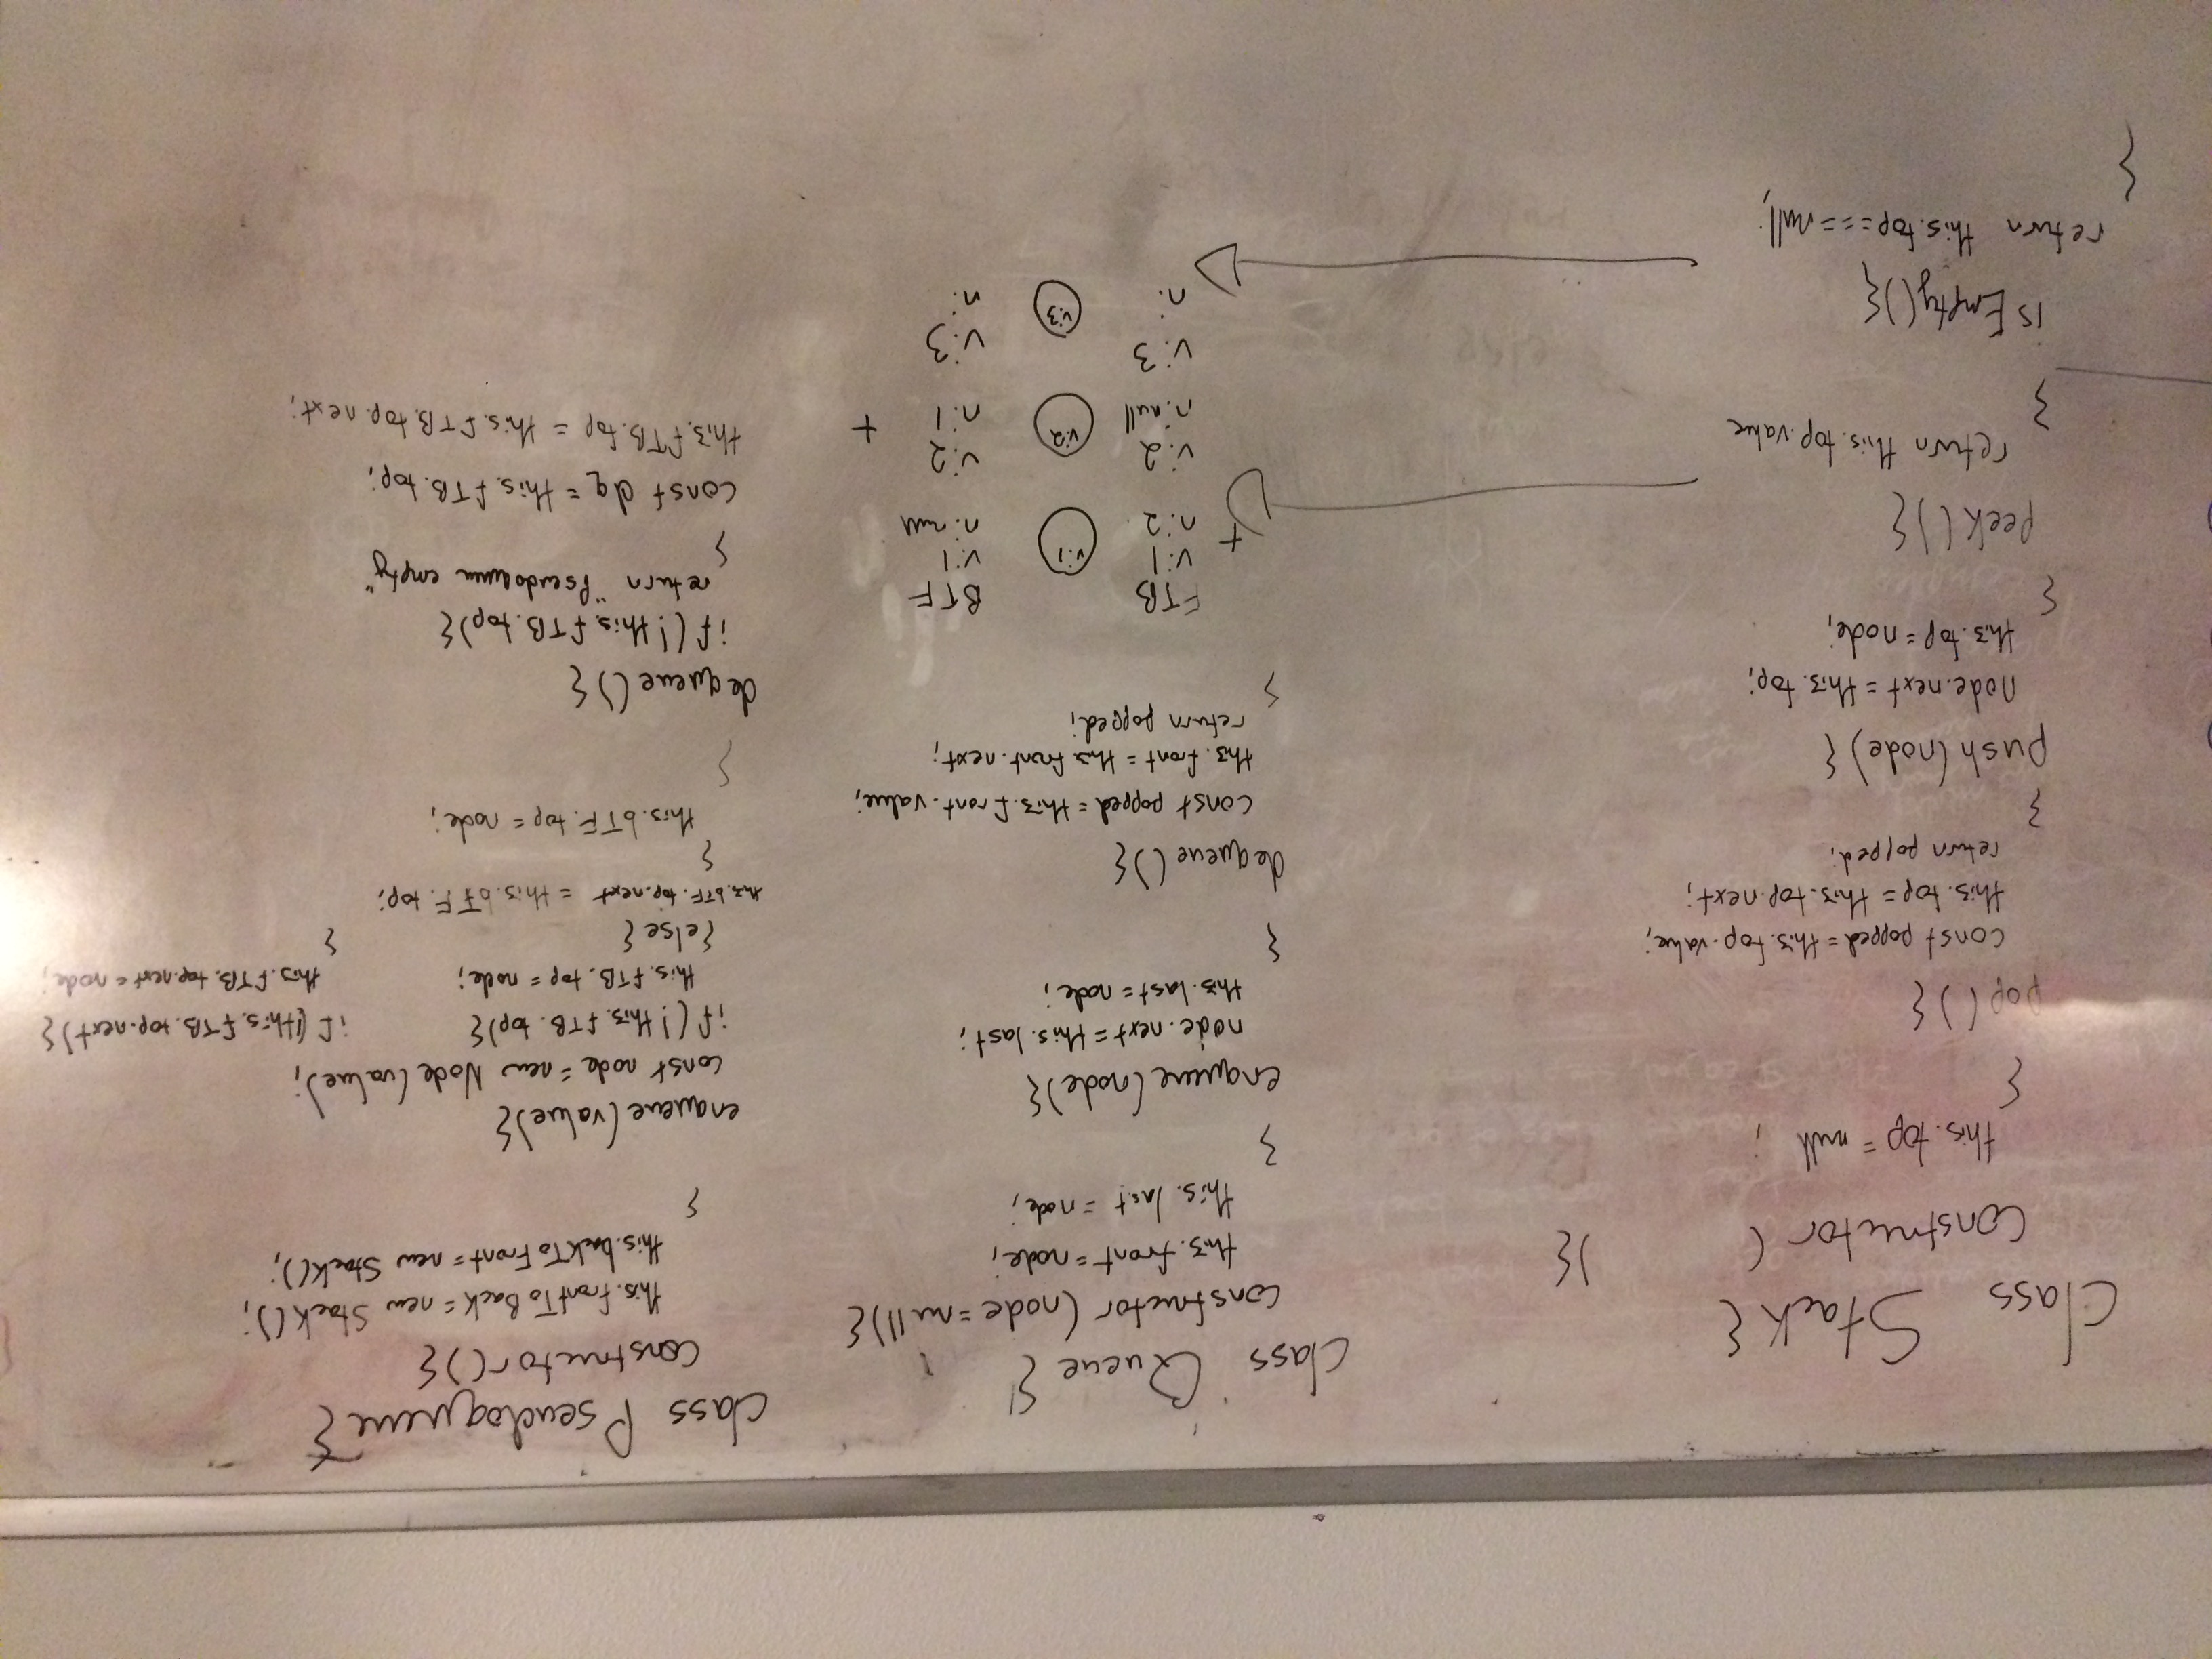 class Stack {
constructor ( ){
this.top = null ;
}
pop(){
const popped = this.top.value;
this.top = this.top.next;
return popped;
}
push(node){
node.next = this.top;
this.top = node;
}
peek(){
return this.top.value
}
isEmpty(){
return this.top === null;
}
class Queue {
constructor (node = null){
this.front = node;
this.last = node;
}
enqueue (node){
node.next = this.last;
this.last = node;
}
dequeue (){
const popped = this.front.value;
this.front = this.front.next;
return popped;
}
FTB BTF
+ v:1 v:1 v:1
n:2 n:null
v:2 v:2 v:2
n:null n:1 +
v:3 v:3 v:3
n: n:
class Pseudoqueue {
constructor(){
this.frontToBack = new Stack();
this.backToFront = new Stack();
}
enqueue (value){
const node = new Node (value);
if (! this.fTB.top){ if (!this.fTB.top.next){
this.fTB.top = node; this.fTB.top.next = node;
}else{ }
this.bTF.top.next = this.bTF.top;
}
this.bTF.top = node;
}
dequeue (){
if (! this.fTB.top){
return "Pseudoqueue empty"
}
const dq = this.fTB.top;
this.fTB.top = this.fTB.top.next;